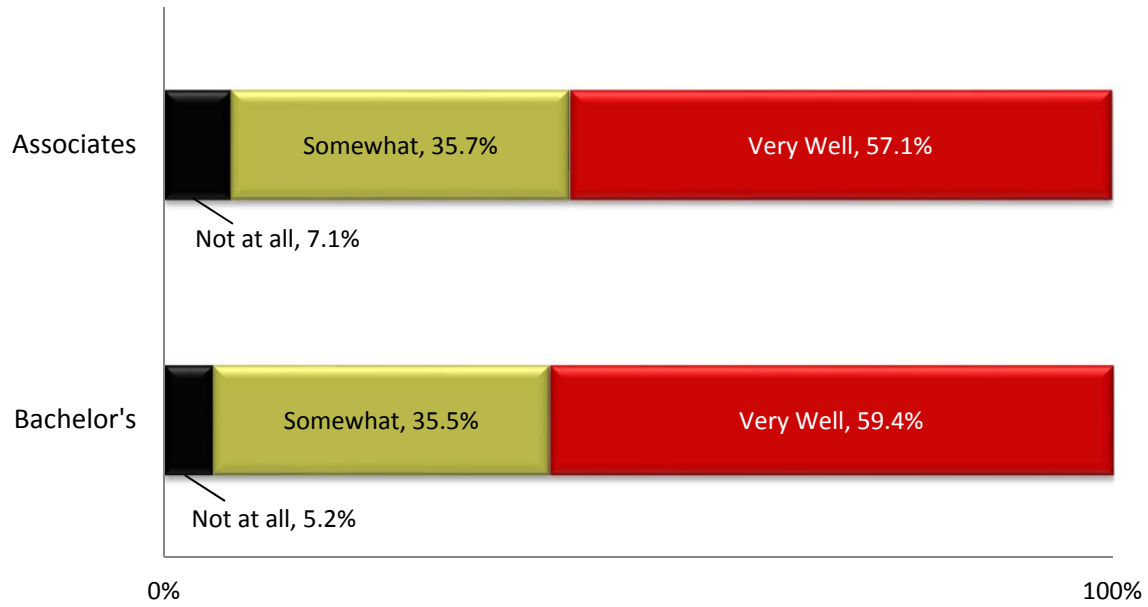 Associates
Somewhat, 35.7%
Very Well, 57.1%
Not at all, 7.1%
Bachelor's
Somewhat, 35.5%
Very Well, 59.4%
Not at all, 5.2%
0%
100%